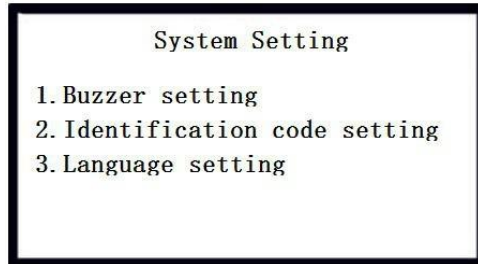 System Setting
1. Buzzer setting
2. Identification code setting
3. Language setting